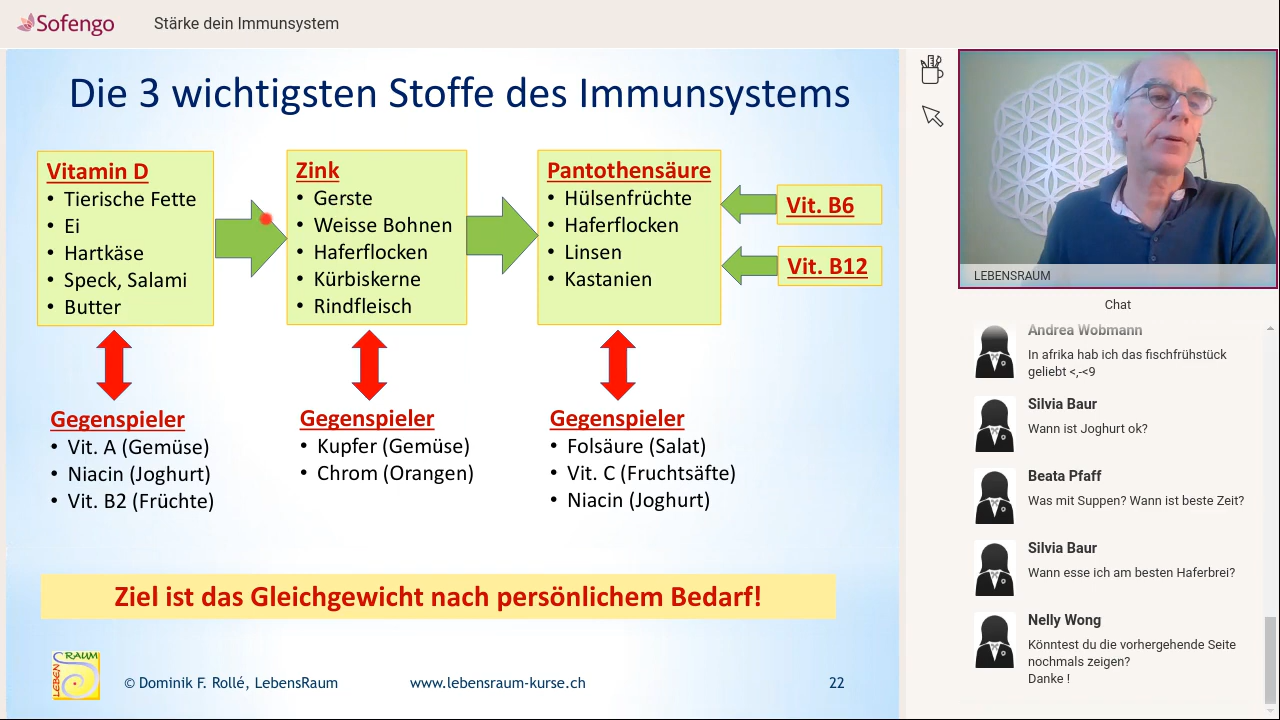 Sofengo
Stärke dein Immunsystem
Die 3 wichtigsten Stoffe des Immunsystems
Vitamin D
• Tierische Fette
• Ei
• Hartkäse
• Speck, Salami
• Butter
Zink
• Gerste
• Weisse Bohnen
• Haferflocken
• Kürbiskerne
• Rindfleisch
Pantothensäure
• Hülsenfrüchte
• Haferflocken
• Linsen
• Kastanien
Vit. B6
Vit. B12
Gegenspieler
• Vit. A (Gemüse)
• Niacin (Joghurt)
• Vit. B2 (Früchte)
Gegenspieler
• Kupfer (Gemüse)
• Chrom (Orangen)
Gegenspieler
• Folsäure (Salat)
• Vit. C (Fruchtsäfte)
• Niacin (Joghurt)
Ziel ist das Gleichgewicht nach persönlichem Bedarf!
LEBENS
RAUM
© Dominik F. Rollé, LebensRaum
www.lebensraum-kurse.ch
22
LEBENSRAUM
Chat
Andrea Wobmann
In afrika hab ich das fischfrühstück
geliebt <,-<9
Silvia Baur
Wann ist Joghurt ok?
Beata Pfaff
Was mit Suppen? Wann ist beste Zeit?
Silvia Baur
Wann esse ich am besten Haferbrei?
Nelly Wong
Könntest du die vorhergehende Seite
nochmals zeigen?
Danke !